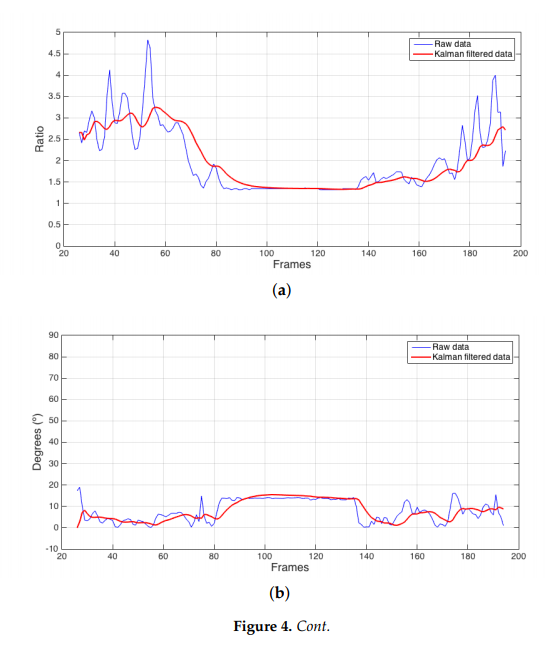 5
4.5
4
3.5
3
2.5
2
1.5
1
0.5
0
Ratio
Raw data
Kalman filtered data
20 40 60 80 100 120 140 160 180 200
Frames
(a)
90
80
70
60
50
40
30
20
10
0
-10
Degrees (º)
Raw data
Kalman filtered data
20 40 60 80 100 120 140 160 180 200
Frames
(b)
Figure 4. Cont.